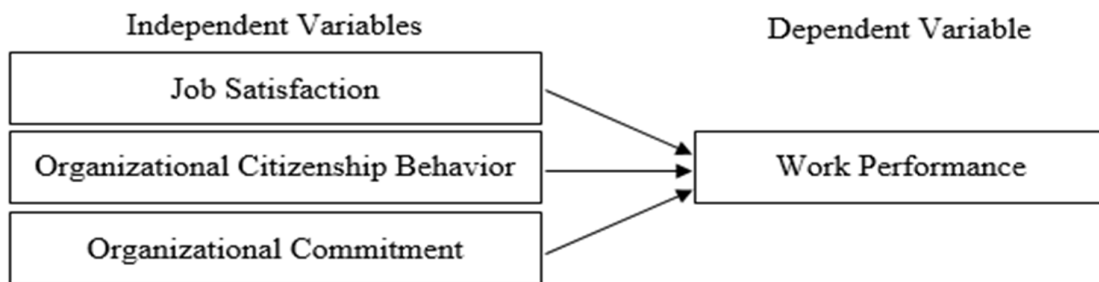 Independent Variables
Dependent Variable
Job Satisfaction
Organizational Citizenship Behavior
Work Performance
Organizational Commitment